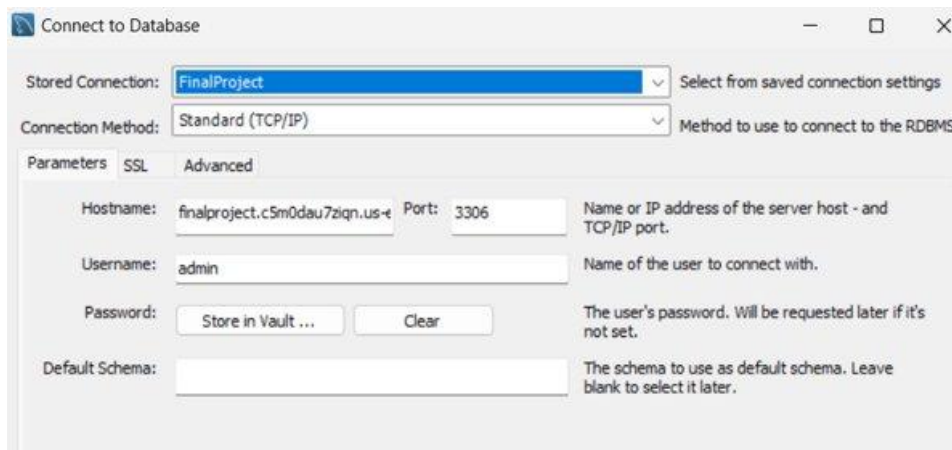 Connect to Database
Stored Connection: FinalProject Select from saved connection settings
Connection Method: Standard (TCP/IP) Method to use to connect to the RDBMS
Parameters SSL Advanced
Hostname: finalproject.c5m0dau7ziqn.us-e Port: 3306 Name or IP address of the server host - and
TCP/IP port.
Username: admin Name of the user to connect with.
Password: Store in Vault ... Clear The user's password. Will be requested later if it's
not set.
Default Schema: The schema to use as default schema. Leave
blank to select it later.